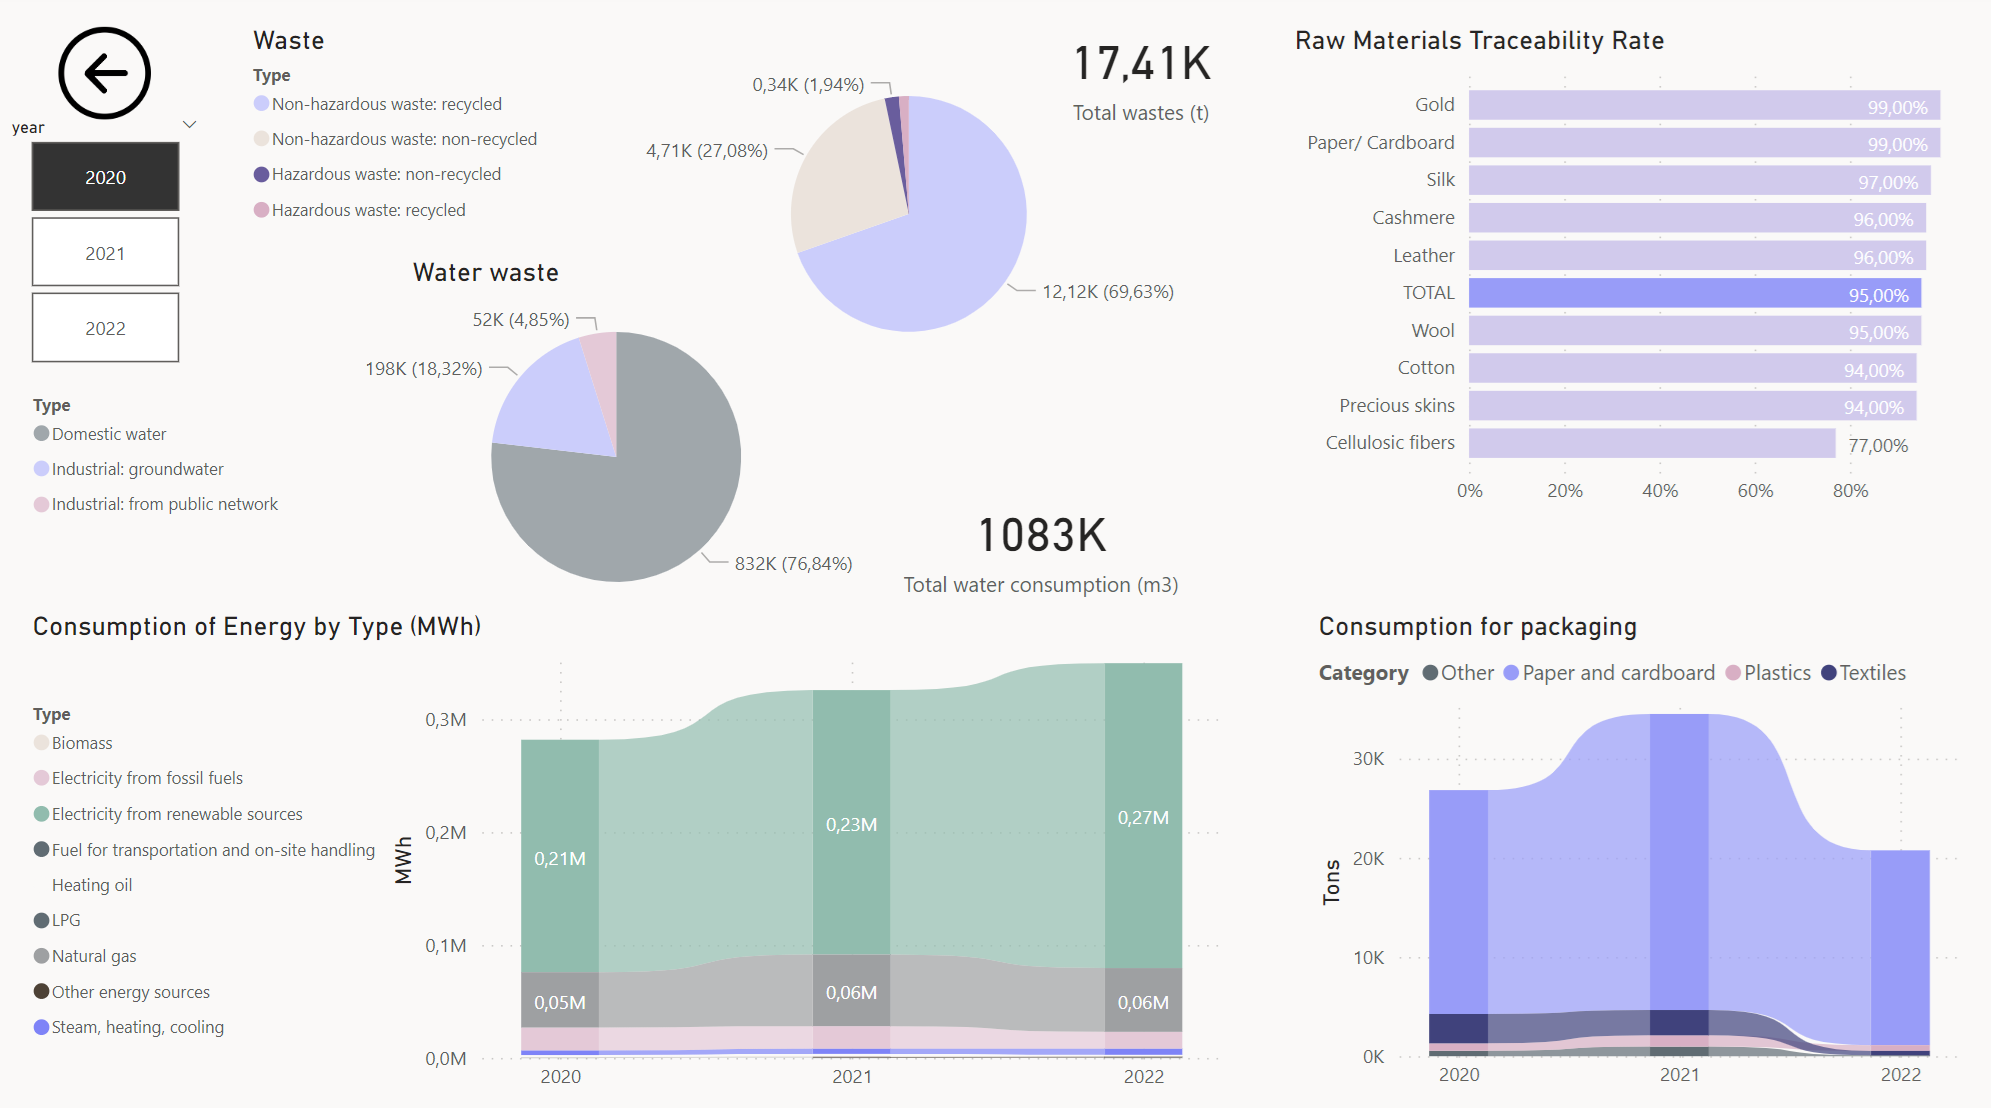 year
2020
2021
2022
Waste
Type
Non-hazardous waste: recycled
Non-hazardous waste: non-recycled
Hazardous waste: non-recycled
Hazardous waste: recycled
0,34K (1,94%)
4,71K (27,08%)
12,12K (69,63%)
17,41K
Total wastes (t)
Water waste
Type
Domestic water
Industrial: groundwater
Industrial: from public network
52K (4,85%)
198K (18,32%)
832K (76,84%)
1083K
Total water consumption (m3)
Raw Materials Traceability Rate
Gold 99,00%
Paper/ Cardboard 99,00%
Silk 97,00%
Cashmere 96,00%
Leather 96,00%
TOTAL 95,00%
Wool 95,00%
Cotton 94,00%
Precious skins 94,00%
Cellulosic fibers 77,00%
0% 20% 40% 60% 80%
Consumption of Energy by Type (MWh)
Type
Biomass
Electricity from fossil fuels
Electricity from renewable sources
Fuel for transportation and on-site handling
Heating oil
LPG
Natural gas
Other energy sources
Steam, heating, cooling
MWh
0,3M
0,2M
0,1M
0,0M
0,21M 0,23M 0,27M
0,05M 0,06M 0,06M
2020 2021 2022
Consumption for packaging
Category Other Paper and cardboard Plastics Textiles
Tons
30K
20K
10K
0K
2020 2021 2022